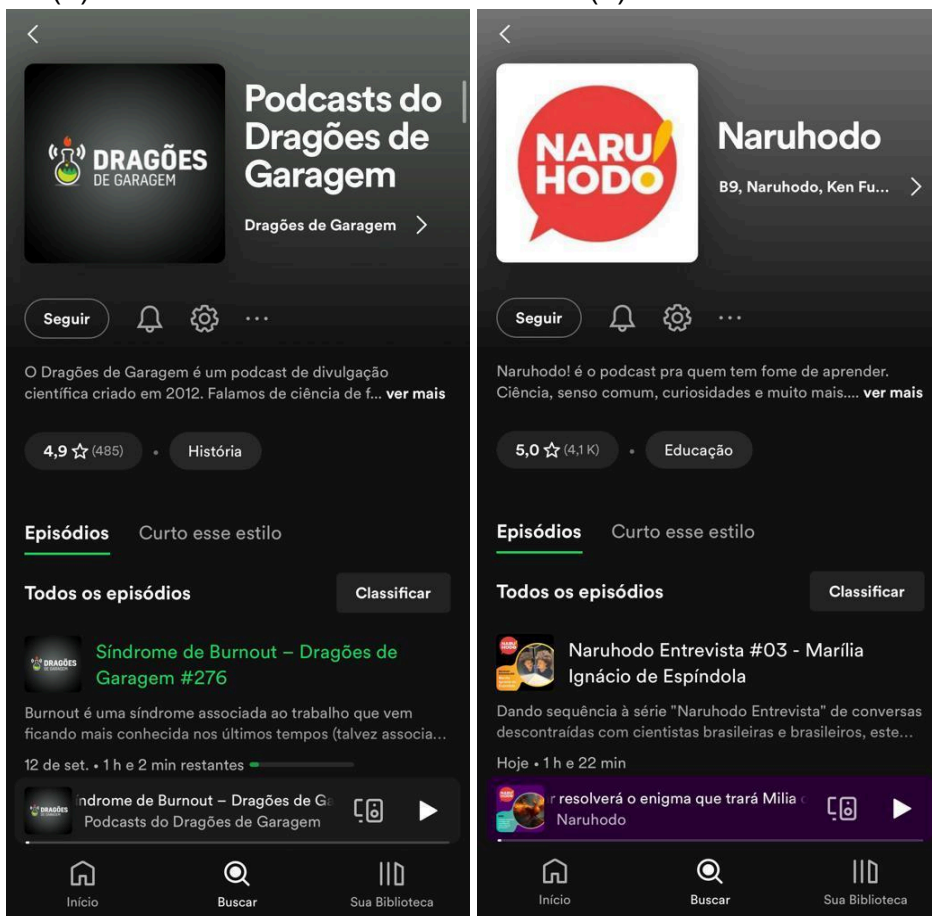 Podcasts do
Dragões de
Garagem
DRAGÕES
DE GARAGEM
Dragões de Garagem
Seguir
O Dragões de Garagem é um podcast de divulgação
científica criado em 2012. Falamos de ciência de f... ver mais
4,9 (485) • História
Episódios Curto esse estilo
Todos os episódios Classificar
DRAGÕES
Síndrome de Burnout – Dragões de
Garagem #276
Burnout é uma síndrome associada ao trabalho que vem
ficando mais conhecida nos últimos tempos (talvez associa...
12 de set. • 1 h e 2 min restantes
DRAGÕES
índrome de Burnout – Dragões de Ga
Podcasts do Dragões de Garagem
Início Buscar Sua Biblioteca
NARU
HODO
Naruhodo
B9, Naruhodo, Ken Fu...
Seguir
Naruhodo! é o podcast pra quem tem fome de aprender.
Ciência, senso comum, curiosidades e muito mais.... ver mais
5,0 (4,1 K) • Educação
Episódios Curto esse estilo
Todos os episódios Classificar
NARU
HODO
Naruhodo Entrevista #03 - Marília
Ignácio de Espíndola
Dando sequência à série "Naruhodo Entrevista" de conversas
descontraídas com cientistas brasileiras e brasileiros, este...
Hoje • 1 h e 22 min
r resolverá o enigma que trará Milia
Naruhodo
Início Buscar Sua Biblioteca